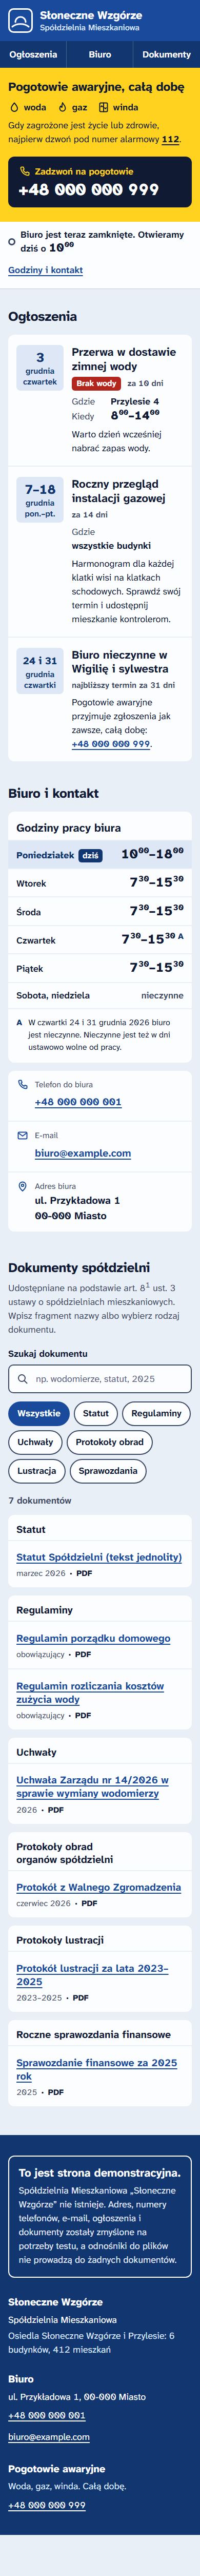 Słoneczne Wzgórze
Spółdzielnia Mieszkaniowa
Ogłoszenia Biuro Dokumenty
Pogotowie awaryjne, całą dobę
woda gaz winda
Gdy zagrożone jest życie lub zdrowie,
najpierw dzwoń pod numer alarmowy 112.
Zadzwoń na pogotowie
+48 000 000 999
Biuro jest teraz zamknięte. Otwieramy
dziś o 10⁰⁰
Godziny i kontakt
Ogłoszenia
3
grudnia
czwartek
Przerwa w dostawie
zimnej wody
Brak wody za 10 dni
Gdzie Przylesie 4
Kiedy 8⁰⁰–14⁰⁰
Warto dzień wcześniej
nabrać zapas wody.
7–18
grudnia
pon.–pt.
Roczny przegląd
instalacji gazowej
za 14 dni
Gdzie
wszystkie budynki
Harmonogram dla każdej
klatki wisi na klatkach
schodowych. Sprawdź swój
termin i udostępnij
mieszkanie kontrolerom.
24 i 31
grudnia
czwartki
Biuro nieczynne w
Wigilię i sylwestra
najbliższy termin za 31 dni
Pogotowie awaryjne
przyjmuje zgłoszenia jak
zawsze, całą dobę:
+48 000 000 999.
Biuro i kontakt
Godziny pracy biura
Poniedziałek dziś 10⁰⁰–18⁰⁰
Wtorek 7³⁰–15³⁰
Środa 7³⁰–15³⁰
Czwartek 7³⁰–15³⁰ A
Piątek 7³⁰–15³⁰
Sobota, niedziela nieczynne
A W czwartki 24 i 31 grudnia 2026 biuro
jest nieczynne. Nieczynne jest też w dni
ustawowo wolne od pracy.
Telefon do biura
+48 000 000 001
E-mail
biuro@example.com
Adres biura
ul. Przykładowa 1
00-000 Miasto
Dokumenty spółdzielni
Udostępniane na podstawie art. 8¹ ust. 3
ustawy o spółdzielniach mieszkaniowych.
Wpisz fragment nazwy albo wybierz rodzaj
dokumentu.
Szukaj dokumentu
np. wodomierze, statut, 2025
Wszystkie Statut Regulaminy
Uchwały Protokoły obrad
Lustracja Sprawozdania
7 dokumentów
Statut
Statut Spółdzielni (tekst jednolity)
marzec 2026 • PDF
Regulaminy
Regulamin porządku domowego
obowiązujący • PDF
Regulamin rozliczania kosztów
zużycia wody
obowiązujący • PDF
Uchwały
Uchwała Zarządu nr 14/2026 w
sprawie wymiany wodomierzy
2026 • PDF
Protokoły obrad
organów spółdzielni
Protokół z Walnego Zgromadzenia
czerwiec 2026 • PDF
Protokoły lustracji
Protokół lustracji za lata 2023–
2025
2023–2025 • PDF
Roczne sprawozdania finansowe
Sprawozdanie finansowe za 2025
rok
2025 • PDF
To jest strona demonstracyjna.
Spółdzielnia Mieszkaniowa „Słoneczne
Wzgórze” nie istnieje. Adres, numery
telefonów, e-mail, ogłoszenia i
dokumenty zostały zmyślone na
potrzeby testu, a odnośniki do plików
nie prowadzą do żadnych dokumentów.
Słoneczne Wzgórze
Spółdzielnia Mieszkaniowa
Osiedla Słoneczne Wzgórze i Przylesie: 6
budynków, 412 mieszkań
Biuro
ul. Przykładowa 1, 00-000 Miasto
+48 000 000 001
biuro@example.com
Pogotowie awaryjne
Woda, gaz, winda. Całą dobę.
+48 000 000 999